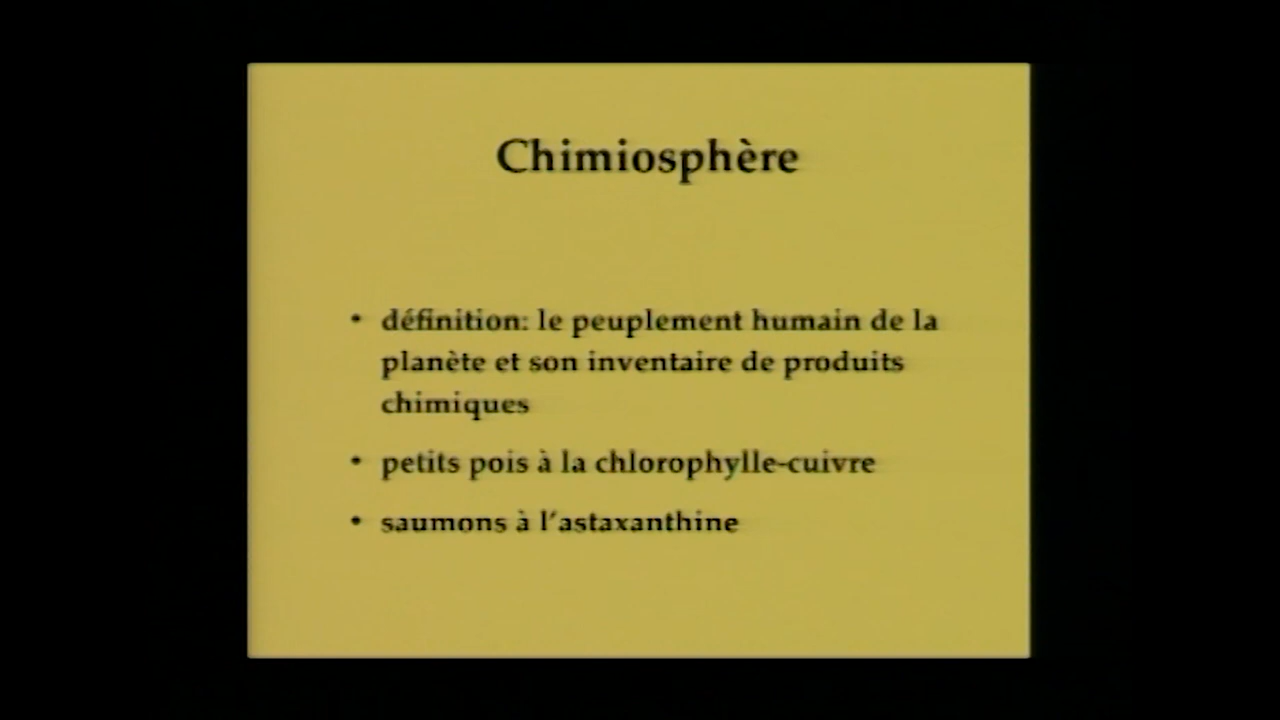 Chimiosphère
• définition: le peuplement humain de la
planète et son inventaire de produits
chimiques
• petits pois à la chlorophylle-cuivre
• saumons à l'astaxanthine